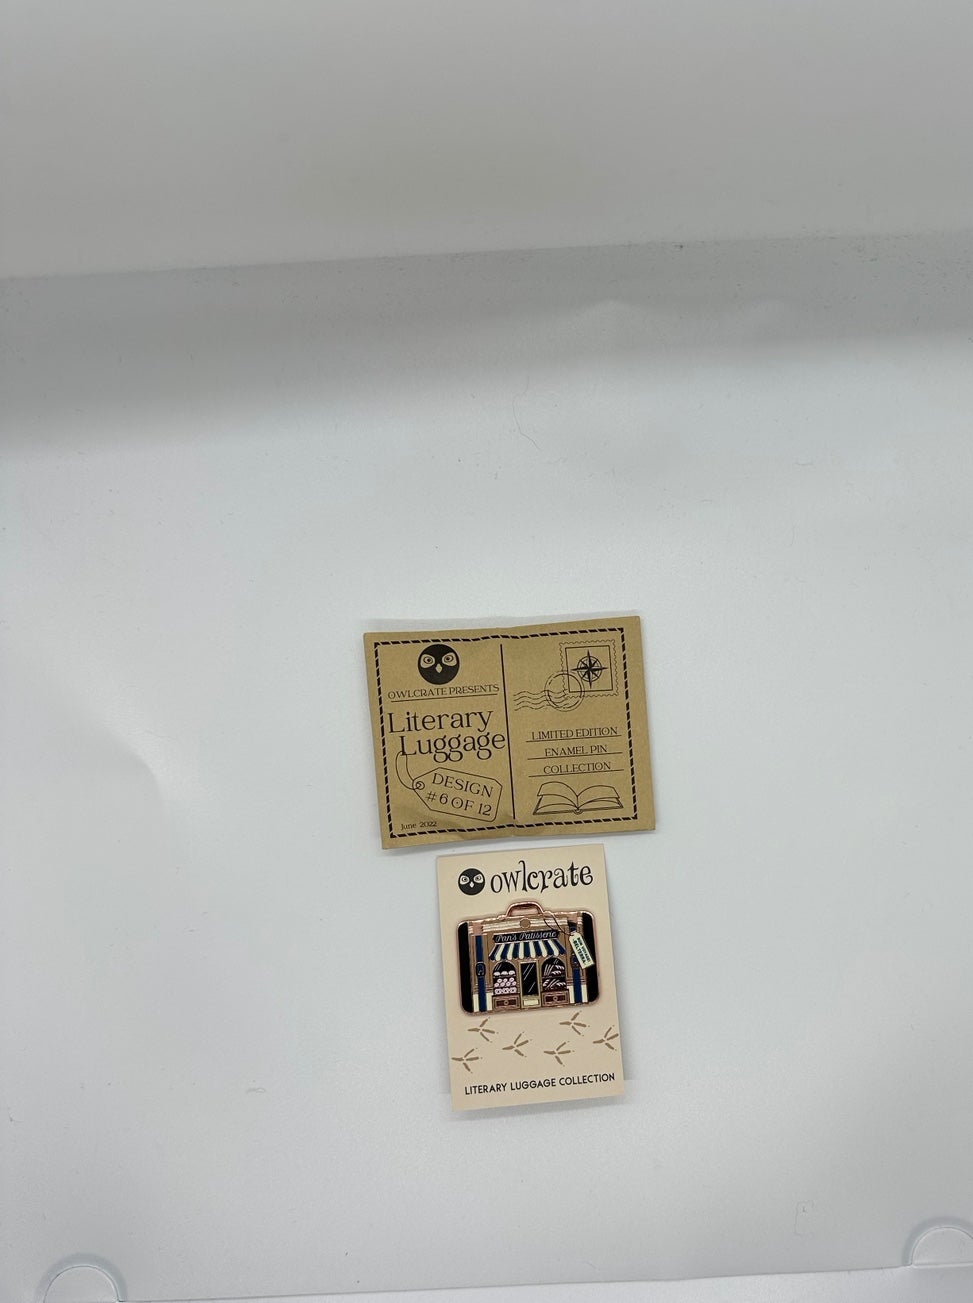 OWLCRATE PRESENTS
Literary
Luggage
DESIGN
#6 OF 12
June 2022
LIMITED EDITION
ENAMEL PIN
COLLECTION
owlcrate
Pan's Patisserie
LITERARY LUGGAGE COLLECTION